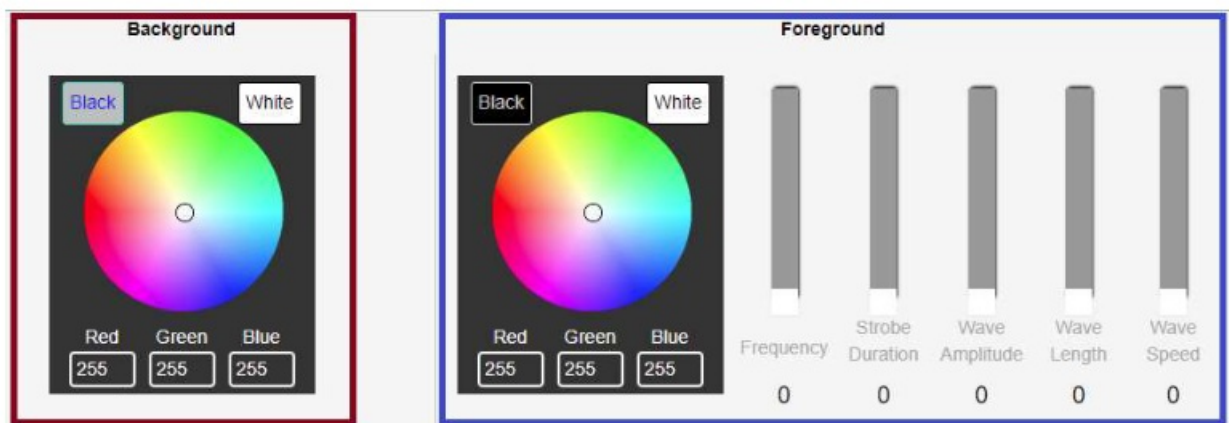 Background
Black White
Red Green Blue
255 255 255
Foreground
Black White
Red Green Blue
255 255 255
Frequency
Strobe
Duration
Wave
Amplitude
Wave
Length
Wave
Speed
0 0 0 0 0